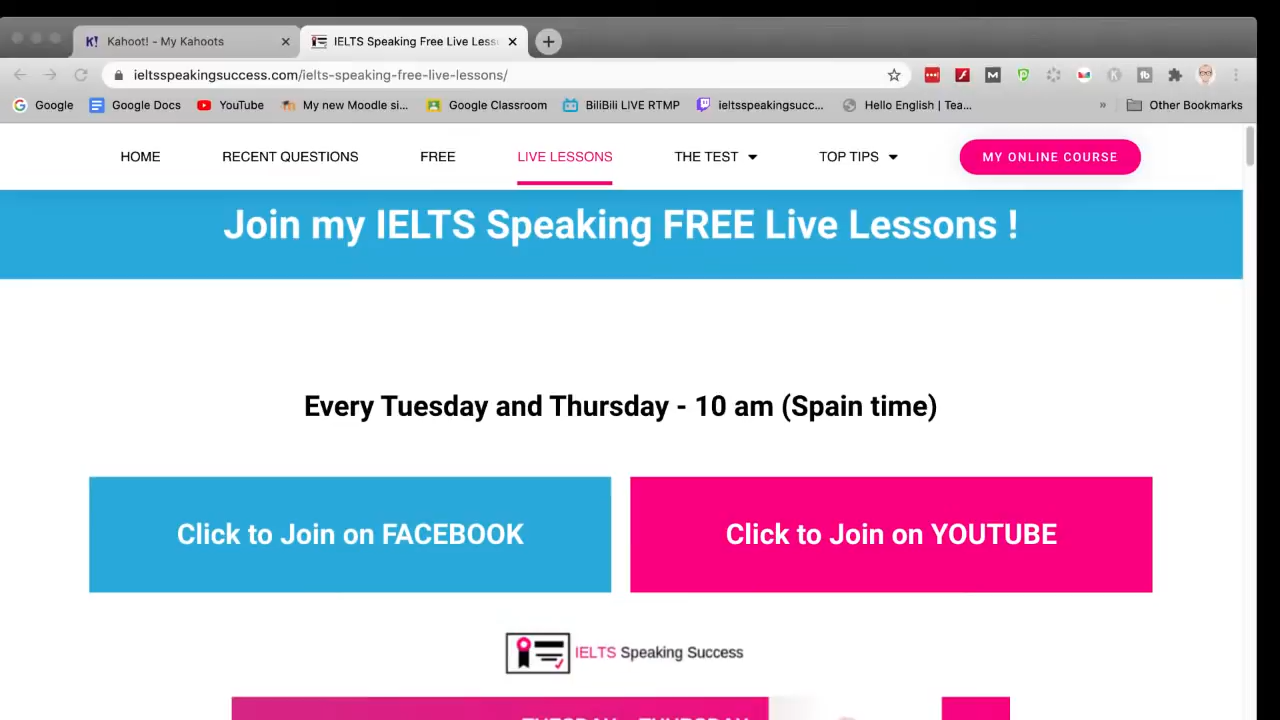 K! Kahoot! - My Kahoots
IELTS Speaking Free Live Less
ieltsspeakingsuccess.com/ielts-speaking-free-live-lessons/
Google Google Docs YouTube My new Moodle si... Google Classroom BiliBili LIVE RTMP ieltsspeakingsucc... Hello English | Tea... » Other Bookmarks
HOME RECENT QUESTIONS FREE LIVE LESSONS THE TEST TOP TIPS MY ONLINE COURSE
Join my IELTS Speaking FREE Live Lessons !
Every Tuesday and Thursday - 10 am (Spain time)
Click to Join on FACEBOOK
Click to Join on YOUTUBE
IELTS Speaking Success
TUESDAY - THURSDAY